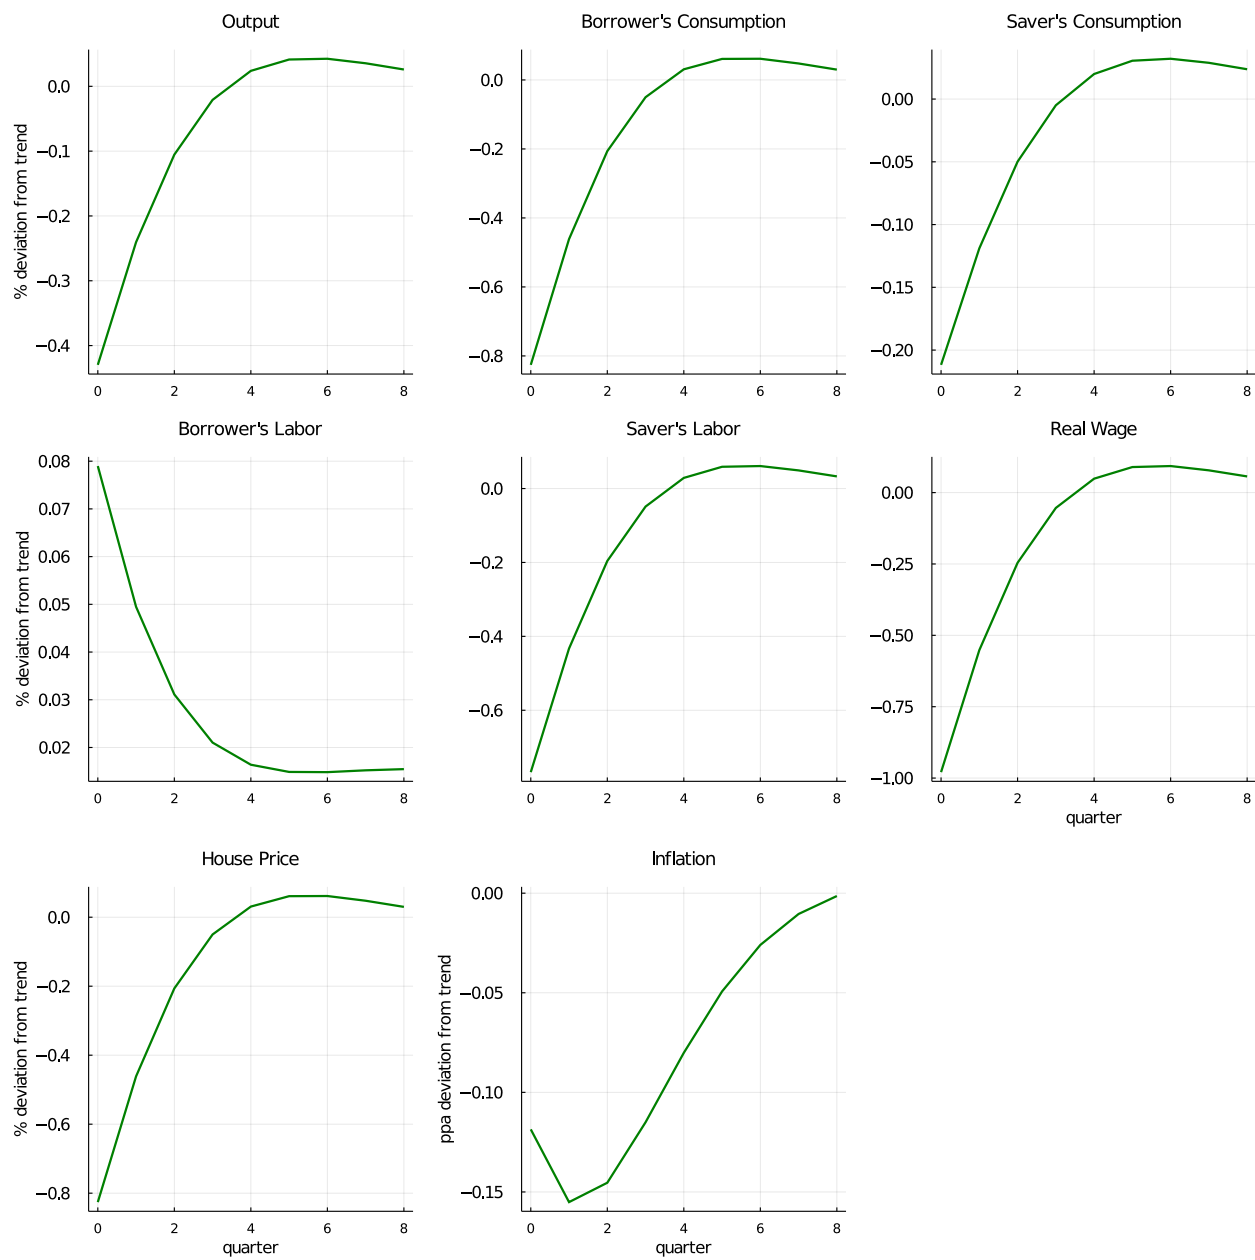 Output
% deviation from trend
0.0
−0.1
−0.2
−0.3
−0.4
0 2 4 6 8
Borrower's Consumption
0.0
−0.2
−0.4
−0.6
−0.8
0 2 4 6 8
Saver's Consumption
0.00
−0.05
−0.10
−0.15
−0.20
0 2 4 6 8
Borrower's Labor
% deviation from trend
0.08
0.07
0.06
0.05
0.04
0.03
0.02
0 2 4 6 8
Saver's Labor
0.0
−0.2
−0.4
−0.6
0 2 4 6 8
Real Wage
0.00
−0.25
−0.50
−0.75
−1.00
0 2 4 6 8
quarter
House Price
% deviation from trend
0.0
−0.2
−0.4
−0.6
−0.8
0 2 4 6 8
quarter
Inflation
ppa deviation from trend
0.00
−0.05
−0.10
−0.15
0 2 4 6 8
quarter